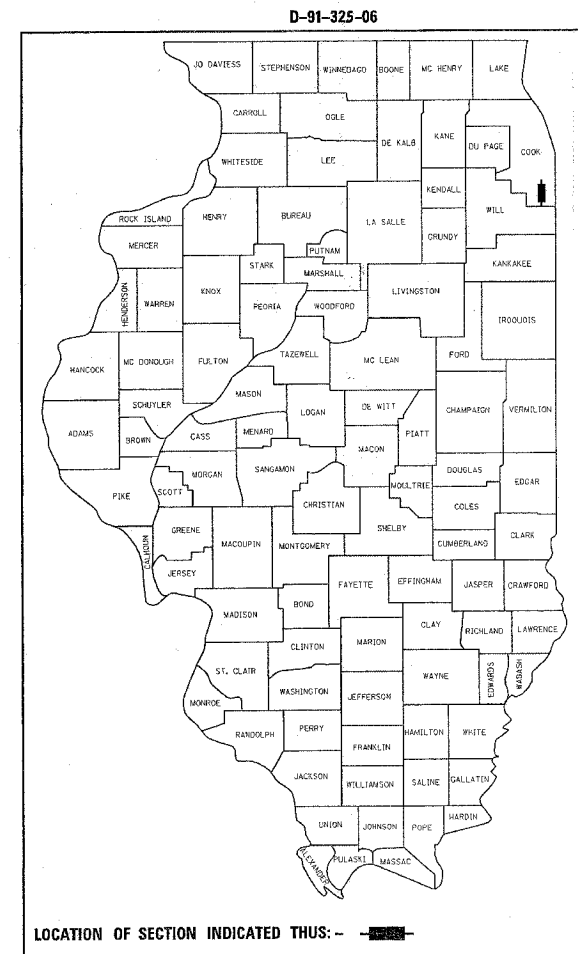 D-91-325-06
JO DAVIESS
STEPHENSON
WINNEBAGO
BOONE
MC HENRY
LAKE
CARROLL
OGLE
DE KALB
KANE
DU PAGE
COOK
WHITESIDE
LEE
KENDALL
WILL
ROCK ISLAND
HENRY
BUREAU
LA SALLE
GRUNDY
MERCER
PUTNAM
KANKAKEE
STARK
MARSHALL
HENDERSON
WARREN
KNOX
PEORIA
WOODFORD
LIVINGSTON
IROQUOIS
HANCOCK
MC DONOUGH
FULTON
TAZEWELL
MC LEAN
FORD
MASON
SCHUYLER
LOGAN
DE WITT
CHAMPAIGN
VERMILION
ADAMS
BROWN
CASS
MENARD
MACON
PIATT
MORGAN
SANGAMON
DOUGLAS
EDGAR
PIKE
SCOTT
CHRISTIAN
MOULTRIE
COLES
GREENE
MACOUPIN
MONTGOMERY
SHELBY
CUMBERLAND
CLARK
CALHOUN
JERSEY
FAYETTE
EFFINGHAM
JASPER
CRAWFORD
MADISON
BOND
CLAY
RICHLAND
LAWRENCE
CLINTON
MARION
ST. CLAIR
WAYNE
EDWARDS
WABASH
WASHINGTON
JEFFERSON
MONROE
RANDOLPH
PERRY
HAMILTON
WHITE
FRANKLIN
JACKSON
WILLIAMSON
SALINE
GALLATIN
UNION
JOHNSON
POPE
HARDIN
ALEXANDER
PULASKI
MASSAC
LOCATION OF SECTION INDICATED THUS: -